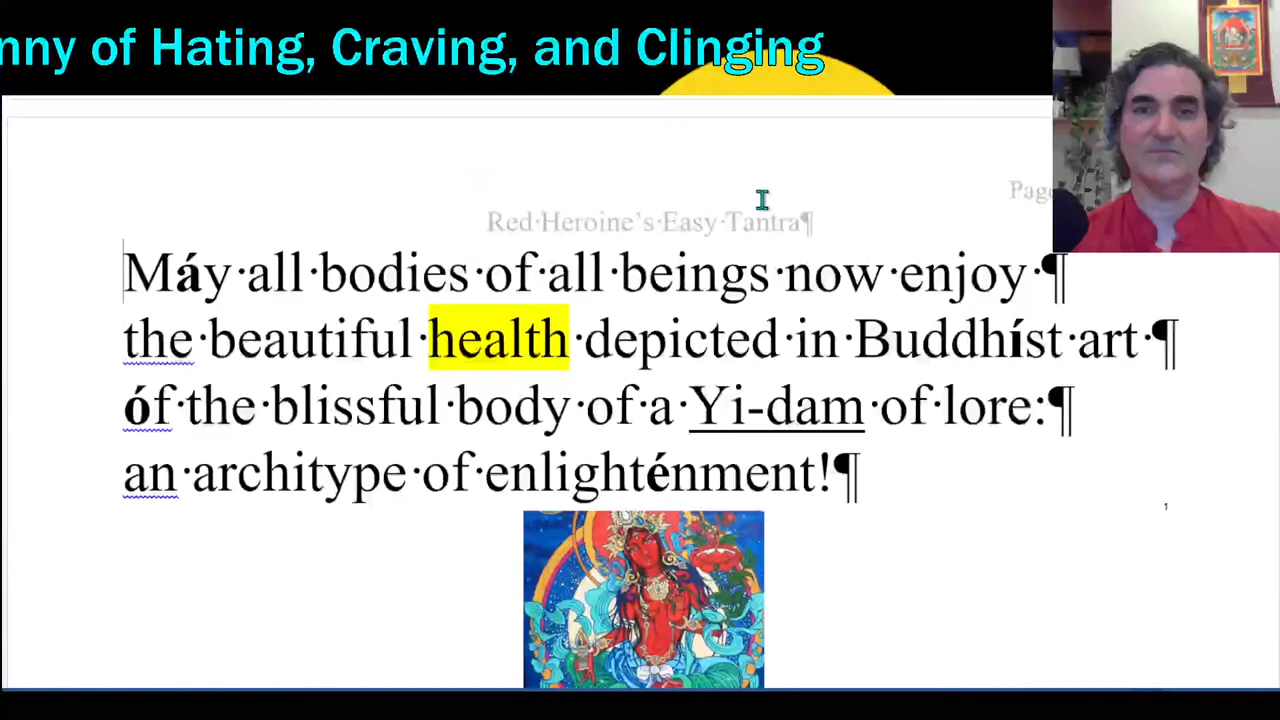 nny of Hating, Craving, and Clinging
Page
Red·Heroine's·Easy·Tantra¶
Máy·all·bodies·of·all·beings·now·enjoy·¶
the·beautiful·health·depicted·in·Buddhíst·art·¶
óf·the·blissful·body·of·a·Yi-dam·of·lore:¶
an·architype·of·enlighténment!¶
1